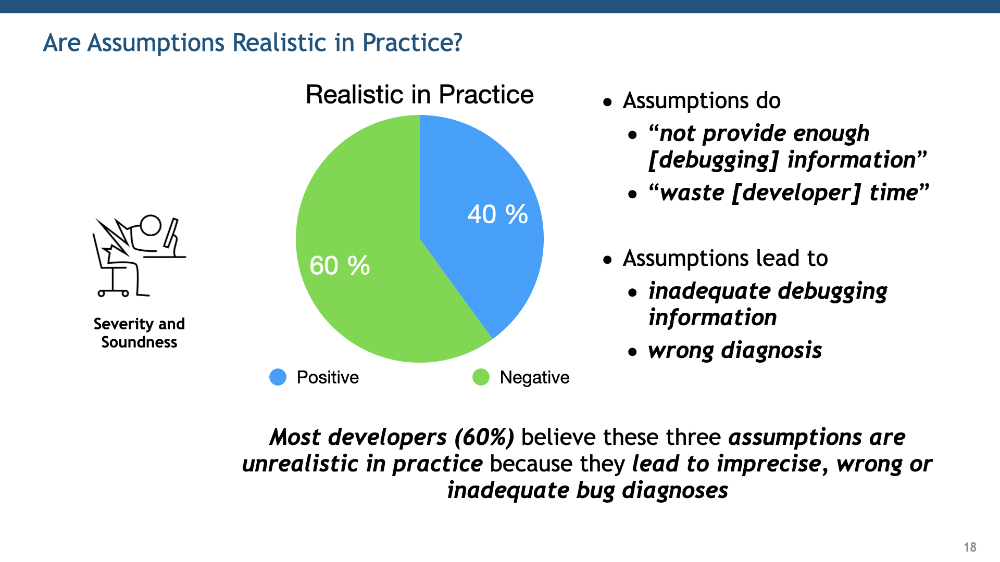 Are Assumptions Realistic in Practice?
Realistic in Practice
40 %
60 %
Positive
Negative
Severity and
Soundness
• Assumptions do
• “not provide enough
[debugging] information”
• “waste [developer] time”
• Assumptions lead to
• inadequate debugging
information
• wrong diagnosis
Most developers (60%) believe these three assumptions are
unrealistic in practice because they lead to imprecise, wrong or
inadequate bug diagnoses
18